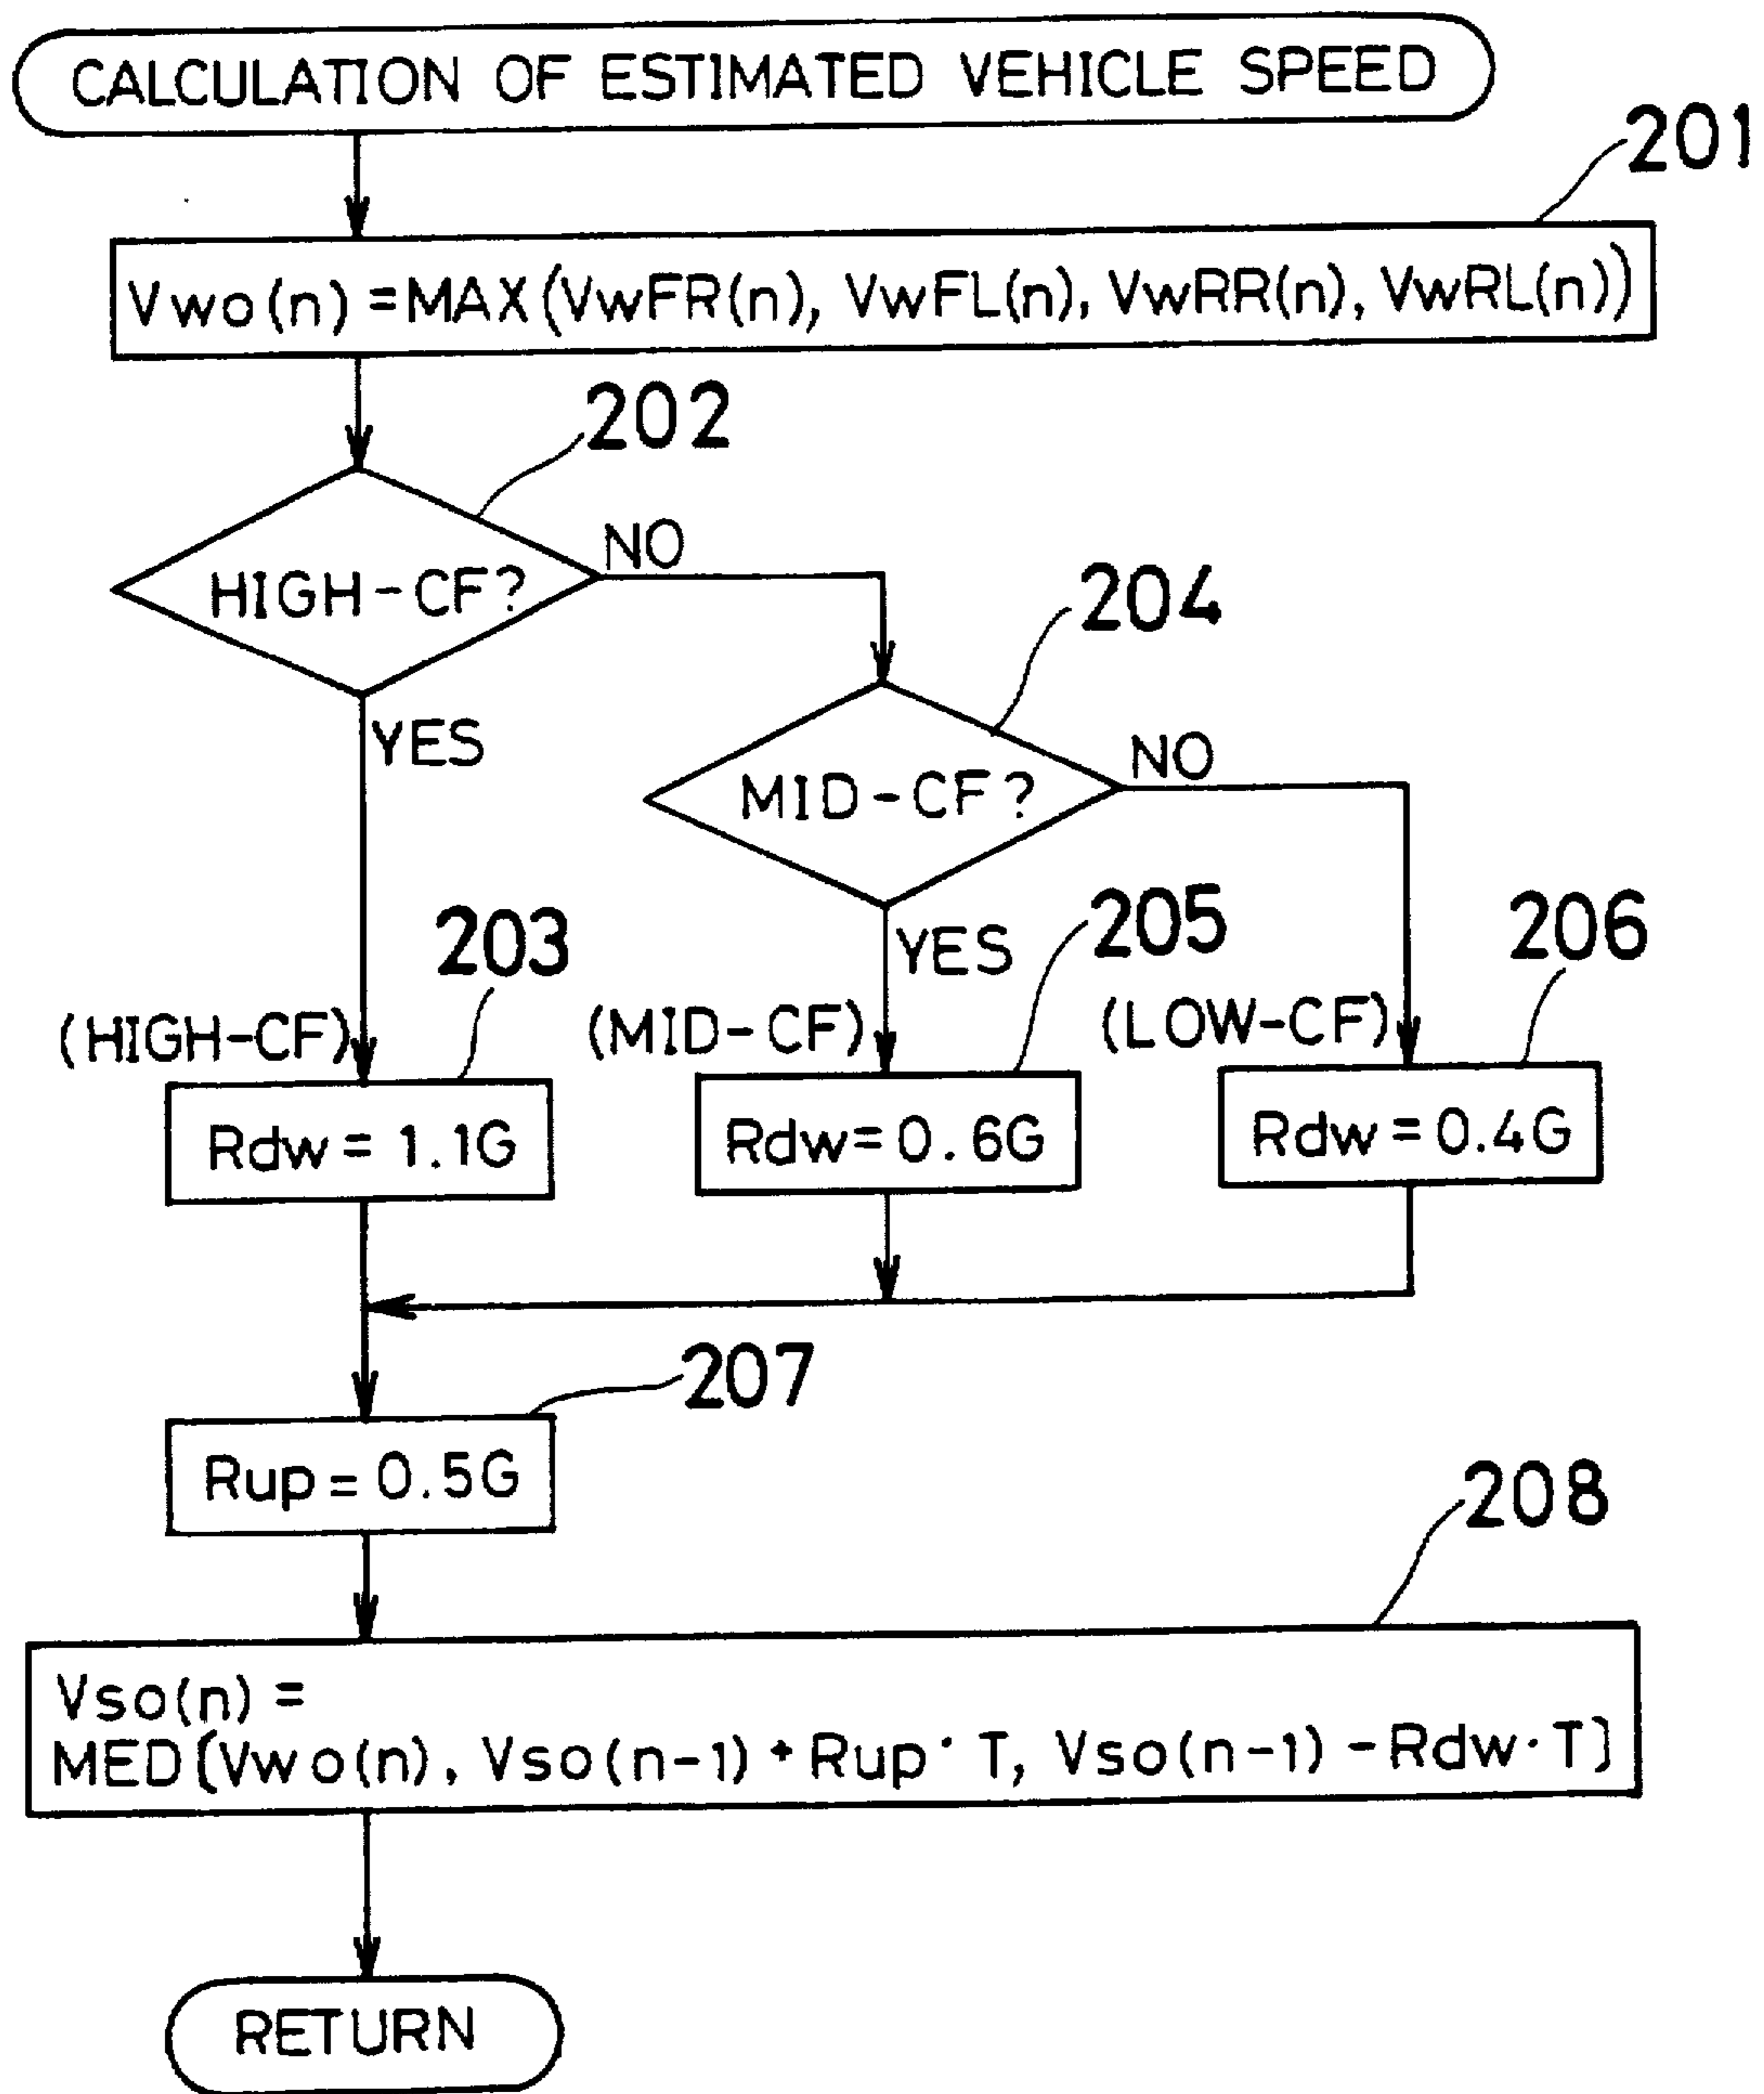 CALCULATION OF ESTIMATED VEHICLE SPEED
201
Vwo(n) =MAX(VwFR(n), VwFL(n), VwRR(n), VwRL(n))
202
HIGH-CF?
NO
204
YES
MID-CF?
NO
203
YES
205
206
(HIGH-CF)
(MID-CF)
(LOW-CF)
Rdw = 1.1G
Rdw=0.6G
Rdw = 0.4G
207
Rup = 0.5G
208
Vso(n) =
MED(Vwo(n), Vso(n-1) + Rup· T, Vso(n-1) -Rdw·T)
RETURN